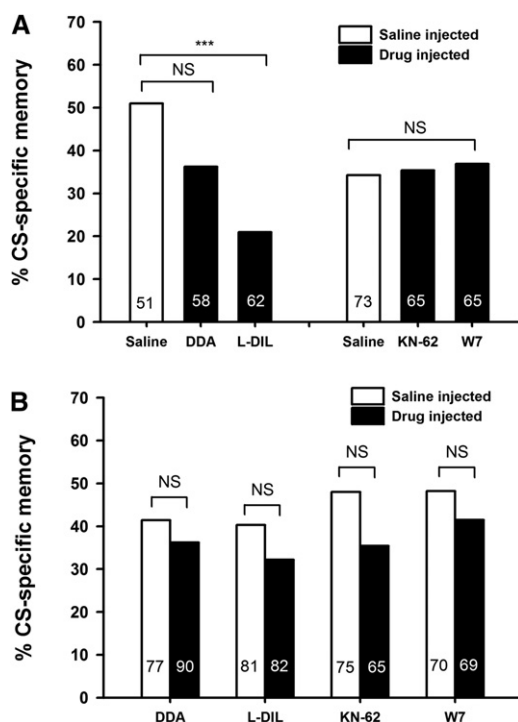 A
Saline injected
Drug injected
***
NS
NS
% CS-specific memory
70
60
50
40
30
20
10
0
51
58
62
73
65
65
Saline
DDA
L-DIL
Saline
KN-62
W7
B
Saline injected
Drug injected
NS
NS
NS
NS
% CS-specific memory
70
60
50
40
30
20
10
0
77
90
81
82
75
65
70
69
DDA
L-DIL
KN-62
W7